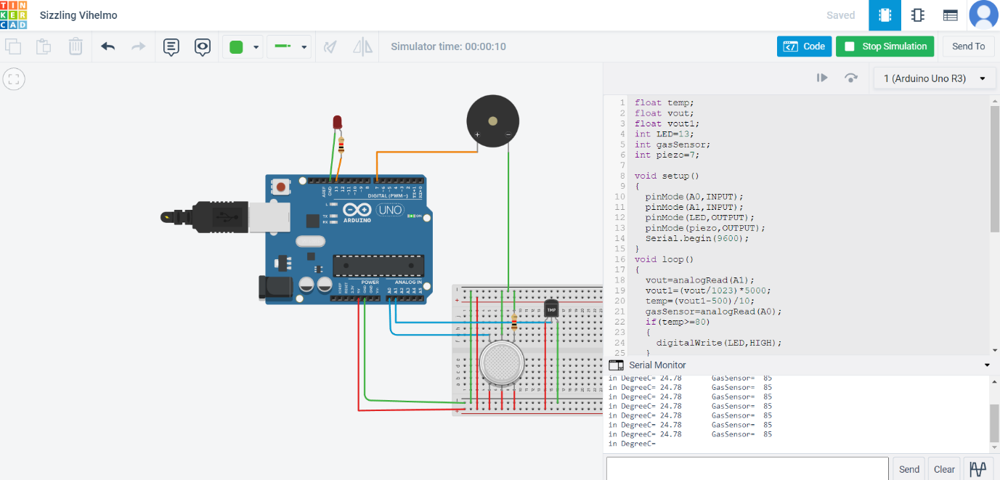 TIN
KER
CAD
Sizzling Vihelmo
Saved
Simulator time: 00:00:10
Code
Stop Simulation
Send To
1 (Arduino Uno R3)
1 float temp;
2 float vout;
3 float vout1;
4 int LED=13;
5 int gasSensor;
6 int piezo=7;
7
8 void setup()
9 {
10 pinMode(A0,INPUT);
11 pinMode(A1,INPUT);
12 pinMode(LED,OUTPUT);
13 pinMode(piezo,OUTPUT);
14 Serial.begin(9600);
15 }
16 void loop()
17 {
18 vout=analogRead(A1);
19 vout1=(vout/1023)*5000;
20 temp=(vout1-500)/10;
21 gasSensor=analogRead(A0);
22 if(temp>=80)
23 {
24 digitalWrite(LED,HIGH);
25 }
Serial Monitor
in DegreeC= 24.78 GasSensor= 85
in DegreeC= 24.78 GasSensor= 85
in DegreeC= 24.78 GasSensor= 85
in DegreeC= 24.78 GasSensor= 85
in DegreeC= 24.78 GasSensor= 85
in DegreeC= 24.78 GasSensor= 85
in DegreeC= 24.78 GasSensor= 85
in DegreeC=
Send
Clear
AREF
GND
13
12
~11
~10
~9
8
7
~6
~5
4
~3
2
TX→1
RX←0
DIGITAL (PWM~)
L
TX
RX
UNO
ON
ARDUINO
POWER
ANALOG IN
IOREF
RESET
3.3V
5V
GND
GND
Vin
A0
A1
A2
A3
A4
A5
TMP